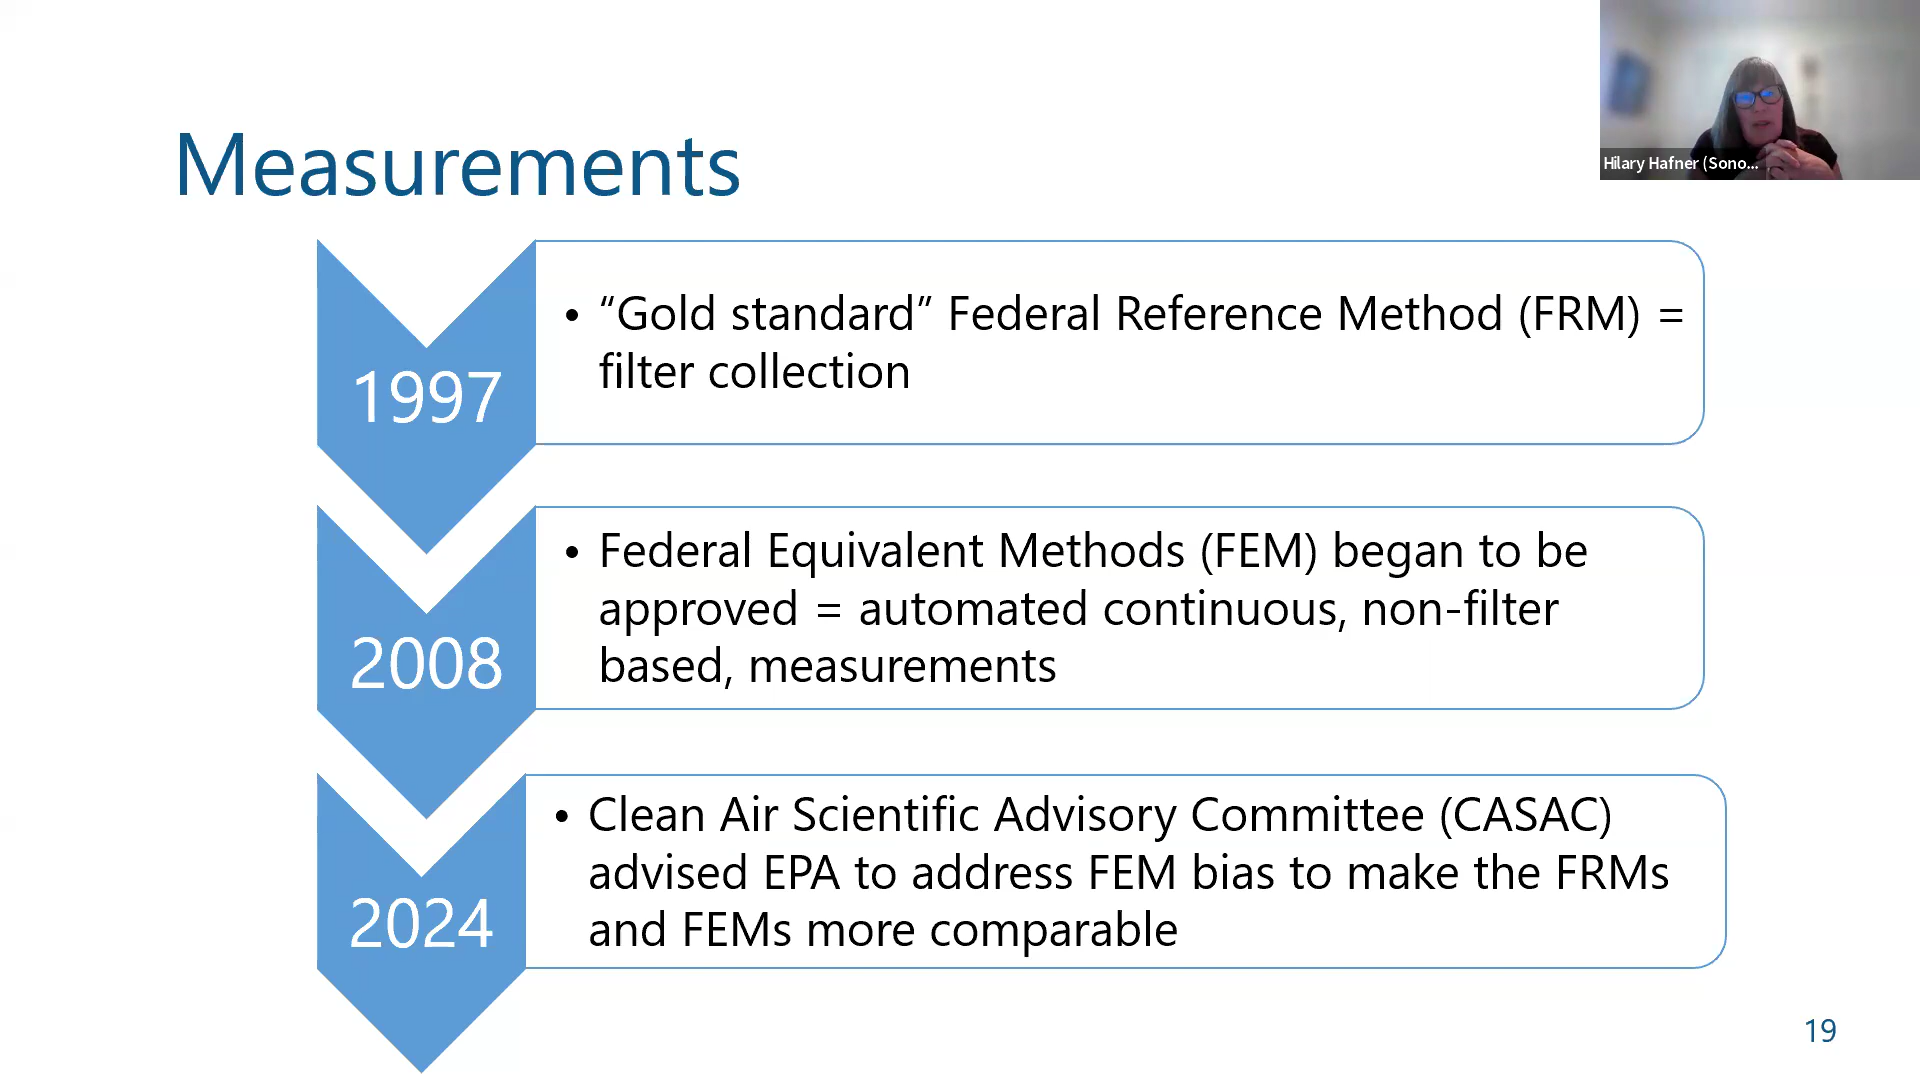 Hilary Hafner (Sono...
Measurements
1997
• “Gold standard” Federal Reference Method (FRM) =
filter collection
2008
• Federal Equivalent Methods (FEM) began to be
approved = automated continuous, non-filter
based, measurements
2024
• Clean Air Scientific Advisory Committee (CASAC)
advised EPA to address FEM bias to make the FRMs
and FEMs more comparable
19